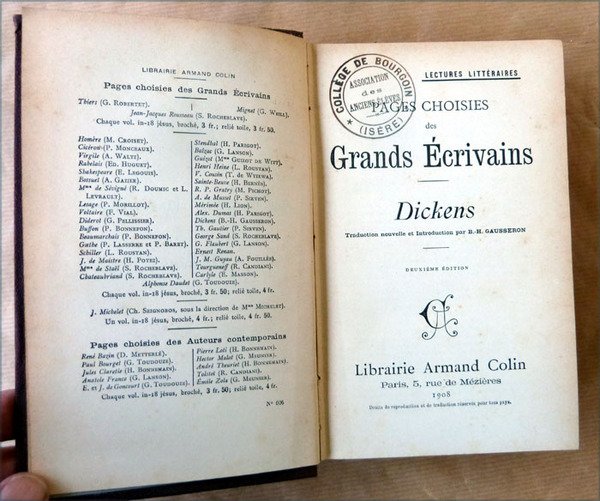 LIBRAIRIE ARMAND COLIN
Pages choisies des Grands Écrivains
Thiers (G. ROBERTET).
Mignet (G. WEILL).
Jean-Jacques Rousseau (S. ROCHEBLAVE).
Chaque vol. in-18 jésus, broché, 3 fr.; relié toile, 3 fr. 50.
Homère (M. CROISET).
Cicéron (P. MONCEAUX).
Virgile (A. WALTZ).
Rabelais (ED. HUGUET).
Shakespeare (E. LEGOUIS).
Bossuet (A. GAZIER).
Mme de Sévigné (R. DOUMIC et L.
LEVRAULT).
Lesage (P. MORILLOT).
Voltaire (F. VIAL).
Diderot (G. PELLISSIER).
Buffon (P. BONNEFON).
Beaumarchais (P. BONNEFON).
Gœthe (P. LASSERRE et P. BARET).
Schiller (L. ROUSTAN).
J. de Maistre (H. POTEZ).
Mme de Staël (S. ROCHEBLAVE).
Chateaubriand (S. ROCHEBLAVE).
Stendhal (H. PARIGOT).
Balzac (G. LANSON).
Guizot (Mme GUIZOT DE WITT).
Henri Heine (L. ROUSTAN).
V. Cousin (T. DE WYZEWA).
Sainte-Beuve (H. BERNÈS).
R. P. Gratry (M. PICHOT).
A. de Musset (P. SIRVEN).
Mérimée (H. LION).
Alex. Dumas (H. PARIGOT).
Dickens (B.-H. GAUSSERON).
Th. Gautier (P. SIRVEN).
George Sand (S. ROCHEBLAVE).
G. Flaubert (G. LANSON).
Ernest Renan.
J. M. Guyau (A. FOUILLÉE).
Tourgueneff (R. CANDIANI).
Carlyle (E. MASSON).
Alphonse Daudet (G. TOUDOUZE).
Chaque vol. in-18 jésus, broché, 3 fr. 50; relié toile, 4 fr.
J. Michelet (CH. SEIGNOBOS, sous la direction de Mme MICHELET).
Un vol. in-18 jésus, broché, 4 fr.; relié toile, 4 fr. 50.
Pages choisies des Auteurs contemporains
René Bazin (D. METTERLÉ).
Paul Bourget (G. TOUDOUZE).
Jules Claretie (H. BONNEMAIN).
Anatole France (G. LANSON).
E. et J. de Goncourt (G. TOUDOUZE).
Pierre Loti (H. BONNEMAIN).
Hector Malot (G. MEUNIER).
André Theuriet (H. BONNEMAIN).
Tolstoï (R. CANDIANI).
Émile Zola (G. MEUNIER).
Chaque vol. in-18 jésus, broché, 3 fr. 50; relié toile, 4 fr.
COLLÈGE DE BOURGOIN
ASSOCIATION
des
ANCIENS ÉLÈVES
(ISÈRE)
LECTURES LITTÉRAIRES
PAGES CHOISIES
des
Grands Écrivains
Dickens
Traduction nouvelle et Introduction par B.-H. GAUSSERON
DEUXIÈME ÉDITION
AC
Librairie Armand Colin
Paris, 5, rue de Mézières
1908
Droits de reproduction et de traduction réservés pour tous pays.